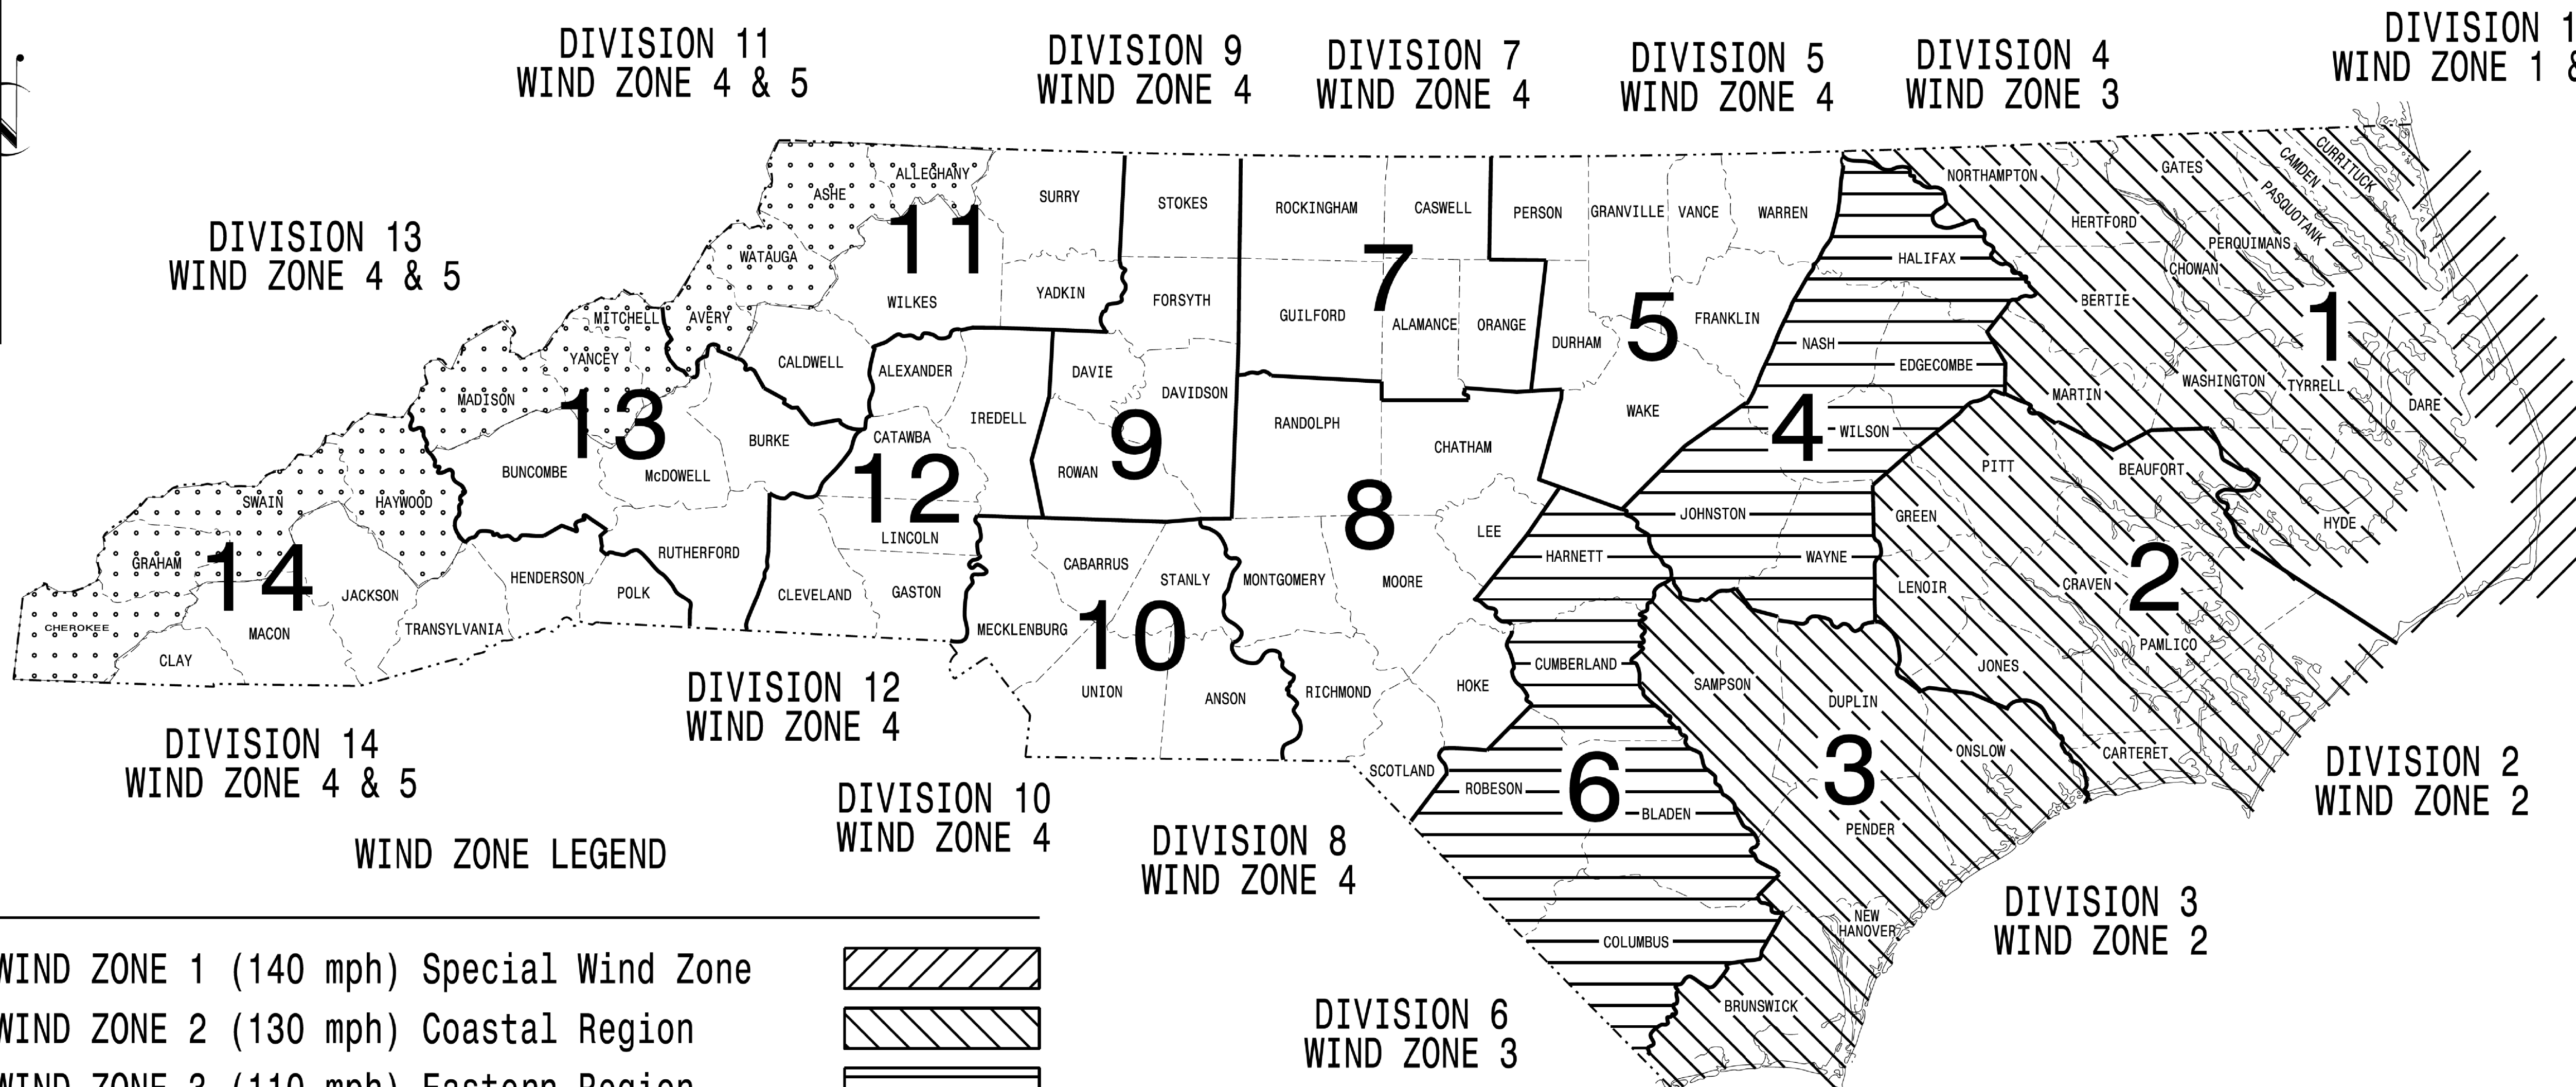 DIVISION 11
WIND ZONE 4 & 5
DIVISION 9
WIND ZONE 4
DIVISION 7
WIND ZONE 4
DIVISION 5
WIND ZONE 4
DIVISION 4
WIND ZONE 3
DIVISION 1
WIND ZONE 1 &
DIVISION 13
WIND ZONE 4 & 5
ASHE
ALLEGHANY
SURRY
STOKES
ROCKINGHAM
CASWELL
PERSON
GRANVILLE
VANCE
WARREN
NORTHAMPTON
GATES
CAMDEN
CURRITUCK
PASQUOTANK
HERTFORD
PERQUIMANS
CHOWAN
HALIFAX
11
WATAUGA
WILKES
YADKIN
FORSYTH
7
GUILFORD
ALAMANCE
ORANGE
DURHAM
5
FRANKLIN
NASH
EDGECOMBE
BERTIE
1
MARTIN
WASHINGTON
TYRRELL
DARE
MITCHELL
AVERY
YANCEY
CALDWELL
ALEXANDER
DAVIE
DAVIDSON
MADISON
13
BURKE
CATAWBA
IREDELL
9
RANDOLPH
CHATHAM
WAKE
4
WILSON
PITT
BEAUFORT
BUNCOMBE
McDOWELL
12
ROWAN
8
SWAIN
HAYWOOD
LINCOLN
LEE
JOHNSTON
GREEN
HYDE
GRAHAM
14
JACKSON
HENDERSON
RUTHERFORD
POLK
CLEVELAND
GASTON
CABARRUS
STANLY
MONTGOMERY
MOORE
HARNETT
WAYNE
LENOIR
CRAVEN
2
CHEROKEE
MACON
TRANSYLVANIA
CLAY
MECKLENBURG
10
UNION
ANSON
RICHMOND
HOKE
CUMBERLAND
SAMPSON
DUPLIN
JONES
PAMLICO
SCOTLAND
ROBESON
6
BLADEN
3
PENDER
ONSLOW
CARTERET
COLUMBUS
NEW
HANOVER
BRUNSWICK
DIVISION 12
WIND ZONE 4
DIVISION 14
WIND ZONE 4 & 5
DIVISION 10
WIND ZONE 4
DIVISION 8
WIND ZONE 4
DIVISION 2
WIND ZONE 2
DIVISION 3
WIND ZONE 2
DIVISION 6
WIND ZONE 3
WIND ZONE LEGEND
WIND ZONE 1 (140 mph) Special Wind Zone
WIND ZONE 2 (130 mph) Coastal Region
WIND ZONE 3 (110 mph) Eastern Region